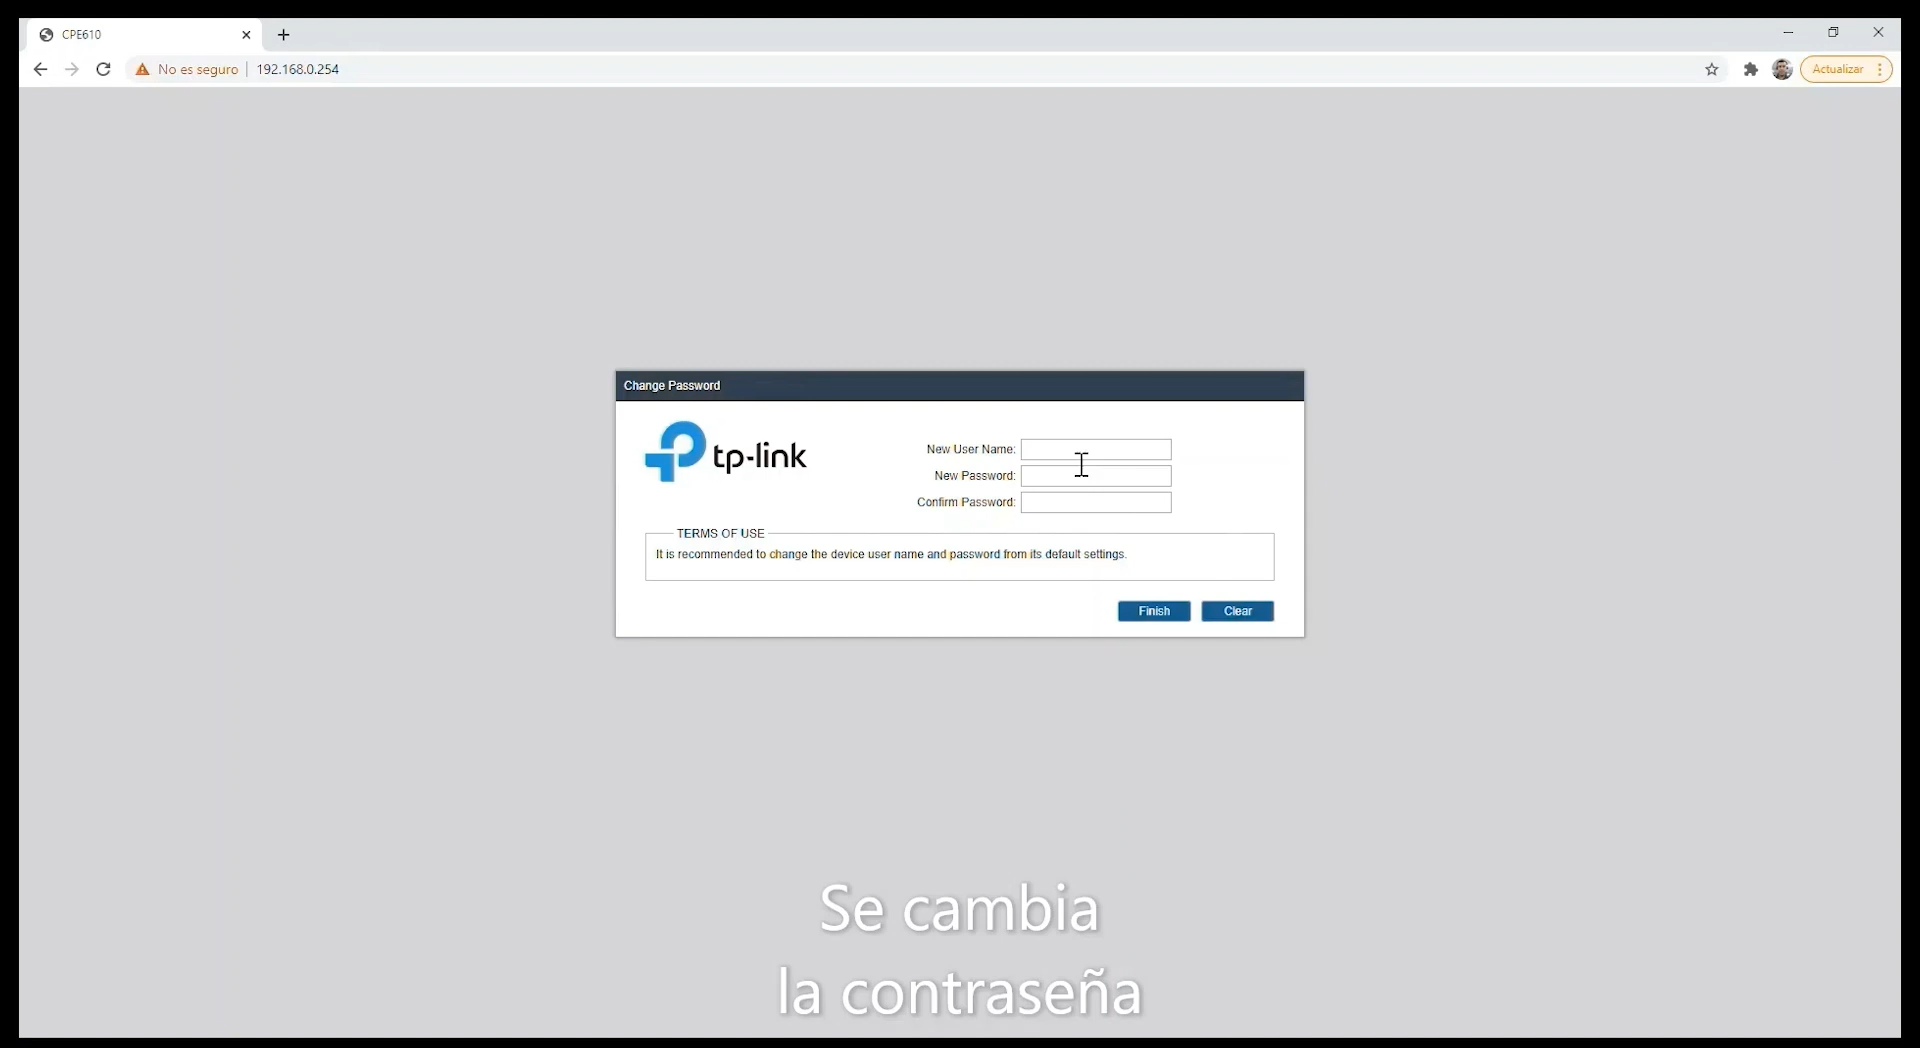 CPE610
No es seguro
192.168.0.254
Actualizar
Change Password
tp-link
New User Name:
New Password:
Confirm Password:
TERMS OF USE
It is recommended to change the device user name and password from its default settings.
Finish
Clear
Se cambia
la contraseña